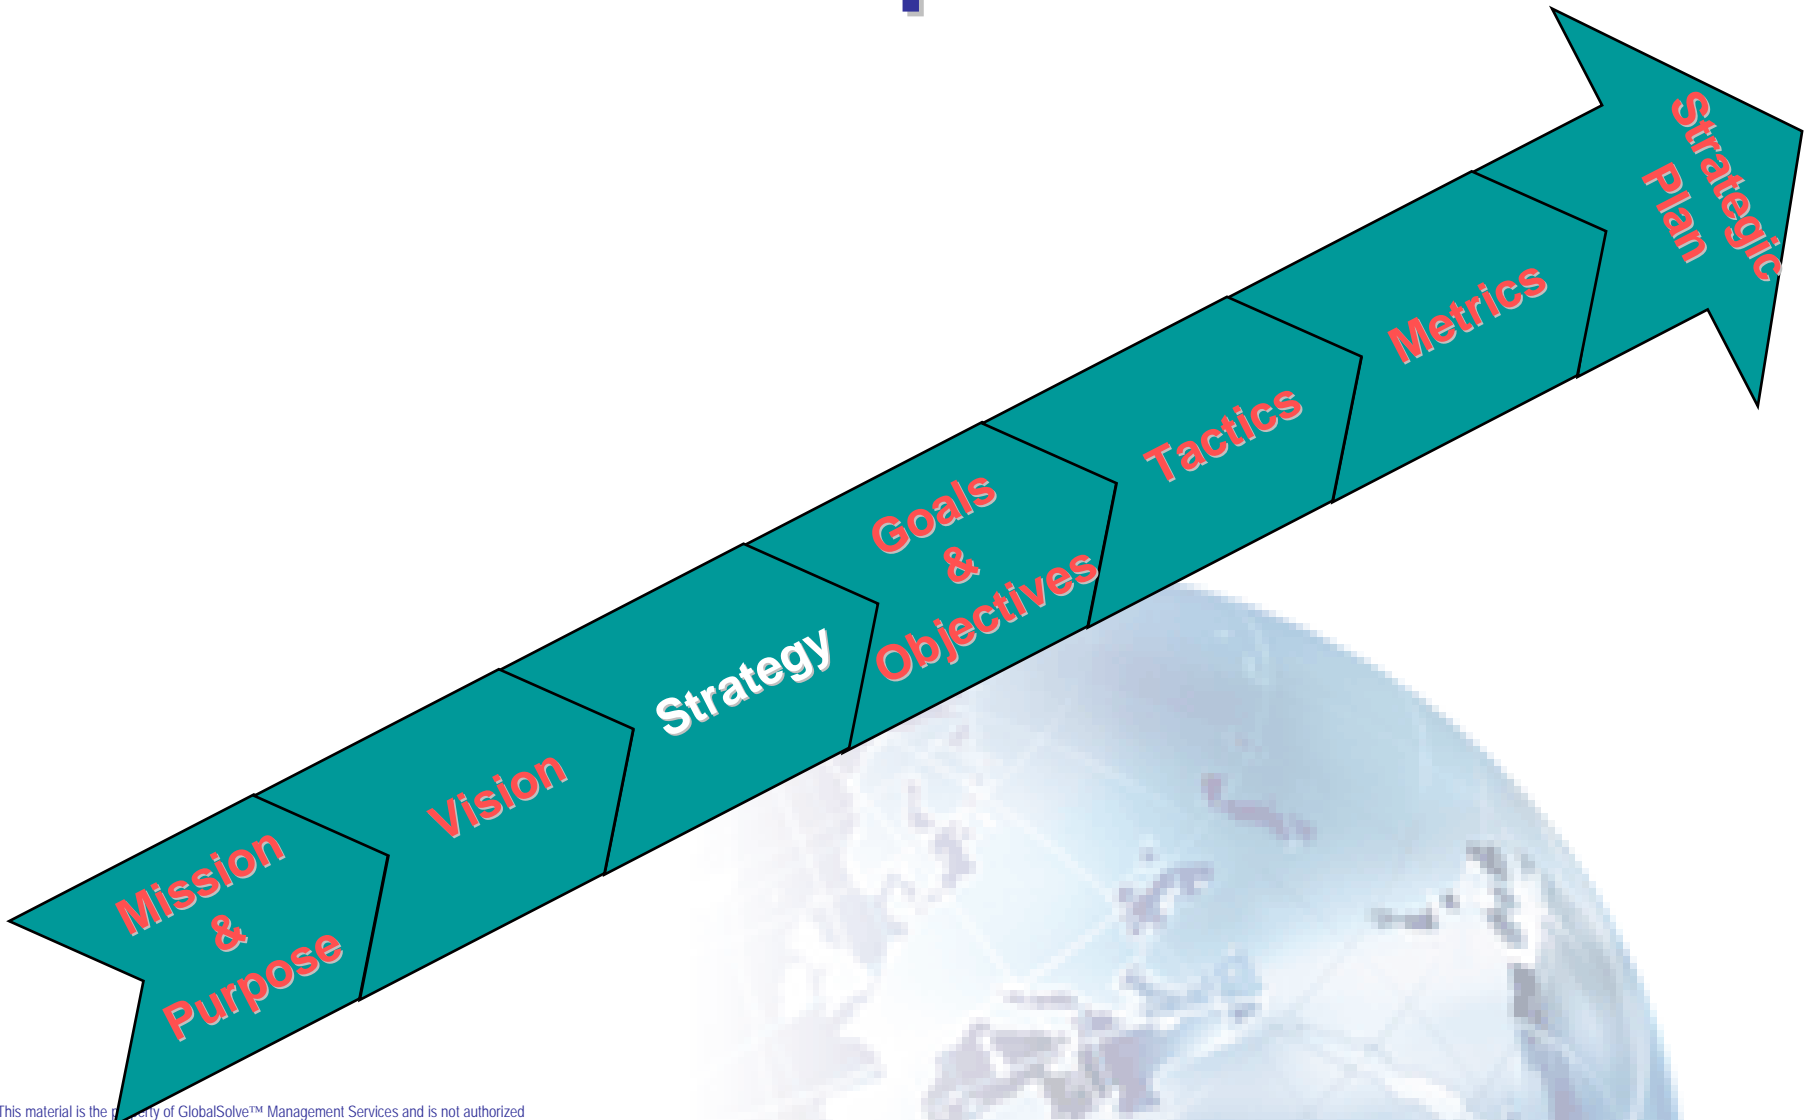 Mission
&
Purpose
Vision
Strategy
Goals
&
Objectives
Tactics
Metrics
Strategic
Plan
This material is the property of GlobalSolve™ Management Services and is not authorized